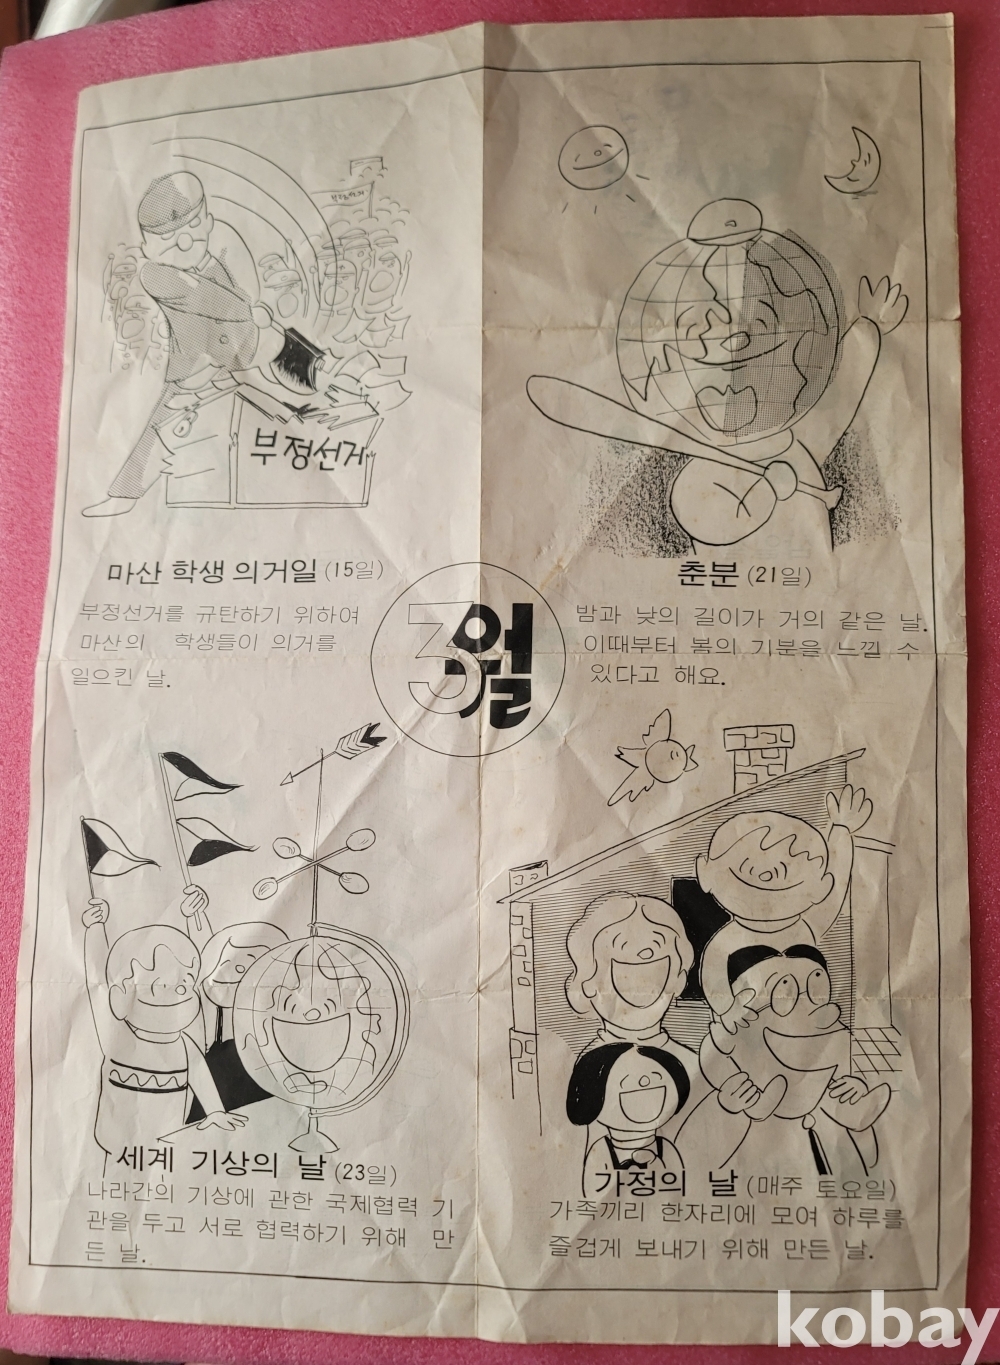 부정선거
마산 학생 의거일 (15일)
부정선거를 규탄하기 위하여
마산의 학생들이 의거를
일으킨 날.
춘분 (21일)
밤과 낮의 길이가 거의 같은 날.
이때부터 봄의 기분을 느낄 수
있다고 해요.
3월
세계 기상의 날 (23일)
나라간의 기상에 관한 국제협력 기
관을 두고 서로 협력하기 위해 만
든 날.
가정의 날 (매주 토요일)
가족끼리 한자리에 모여 하루를
즐겁게 보내기 위해 만든 날.
kobay